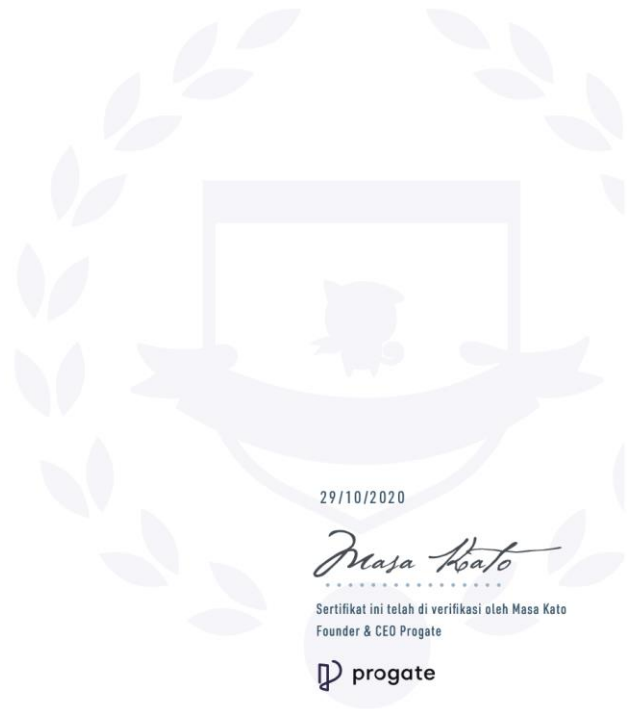 29/10/2020
Masa Kato
Sertifikat ini telah di verifikasi oleh Masa Kato
Founder & CEO Progate
progate